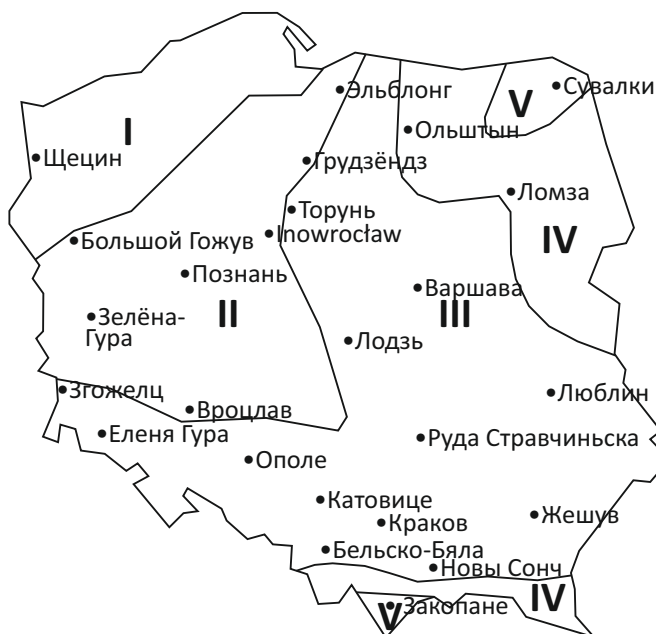 Эльблонг
V
Сувалки
I
Ольштын
Щецин
Грудзёндз
Ломза
Торунь
Inowrocław
Большой Гожув
IV
Познань
Варшава
II
III
Зелёна-
Гура
Лодзь
Згожелц
Люблин
Вроцлав
Еленя Гура
Руда Стравчиньска
Ополе
Катовице
Жешув
Краков
Бельско-Бяла
Новы Сонч
IV
V
Закопане